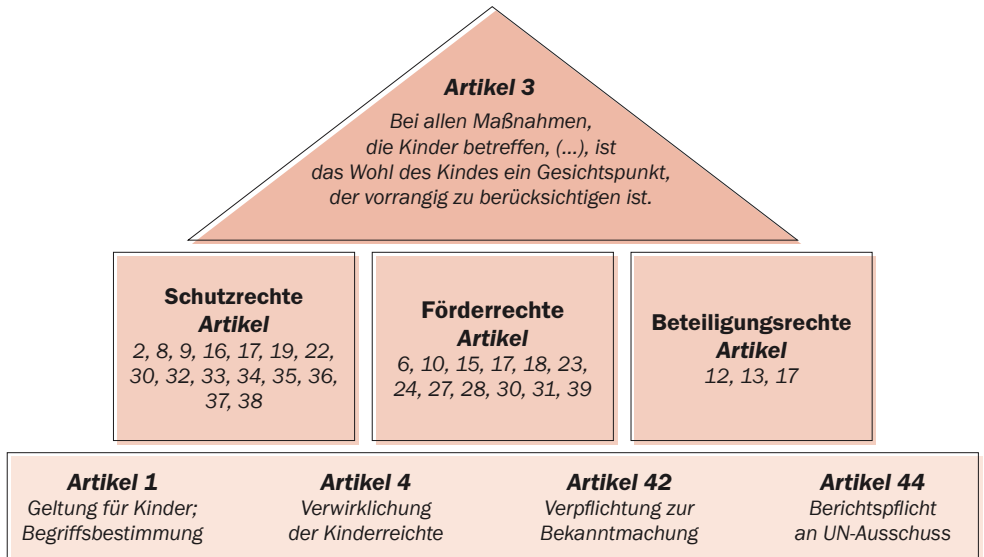 Artikel 3
Bei allen Maßnahmen,
die Kinder betreffen, (...), ist
das Wohl des Kindes ein Gesichtspunkt,
der vorrangig zu berücksichtigen ist.
Schutzrechte
Artikel
2, 8, 9, 16, 17, 19, 22,
30, 32, 33, 34, 35, 36,
37, 38
Förderrechte
Artikel
6, 10, 15, 17, 18, 23,
24, 27, 28, 30, 31, 39
Beteiligungsrechte
Artikel
12, 13, 17
Artikel 1
Geltung für Kinder;
Begriffsbestimmung
Artikel 4
Verwirklichung
der Kinderreichte
Artikel 42
Verpflichtung zur
Bekanntmachung
Artikel 44
Berichtspflicht
an UN-Ausschuss